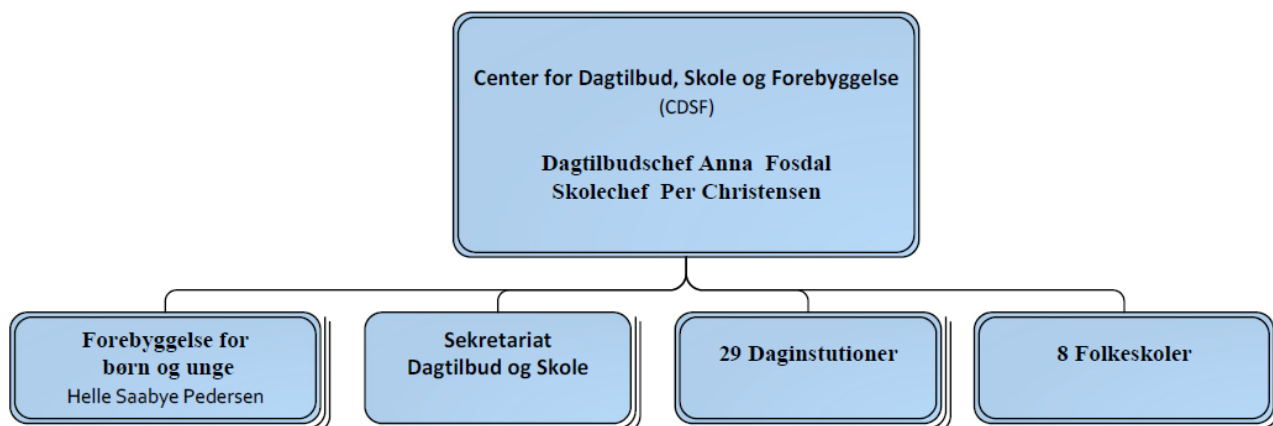 Center for Dagtilbud, Skole og Forebyggelse
(CDSF)
Dagtilbudschef Anna Fosdal
Skolechef Per Christensen
Forebyggelse for
børn og unge
Helle Saabye Pedersen
Sekretariat
Dagtilbud og Skole
29 Daginstutioner
8 Folkeskoler